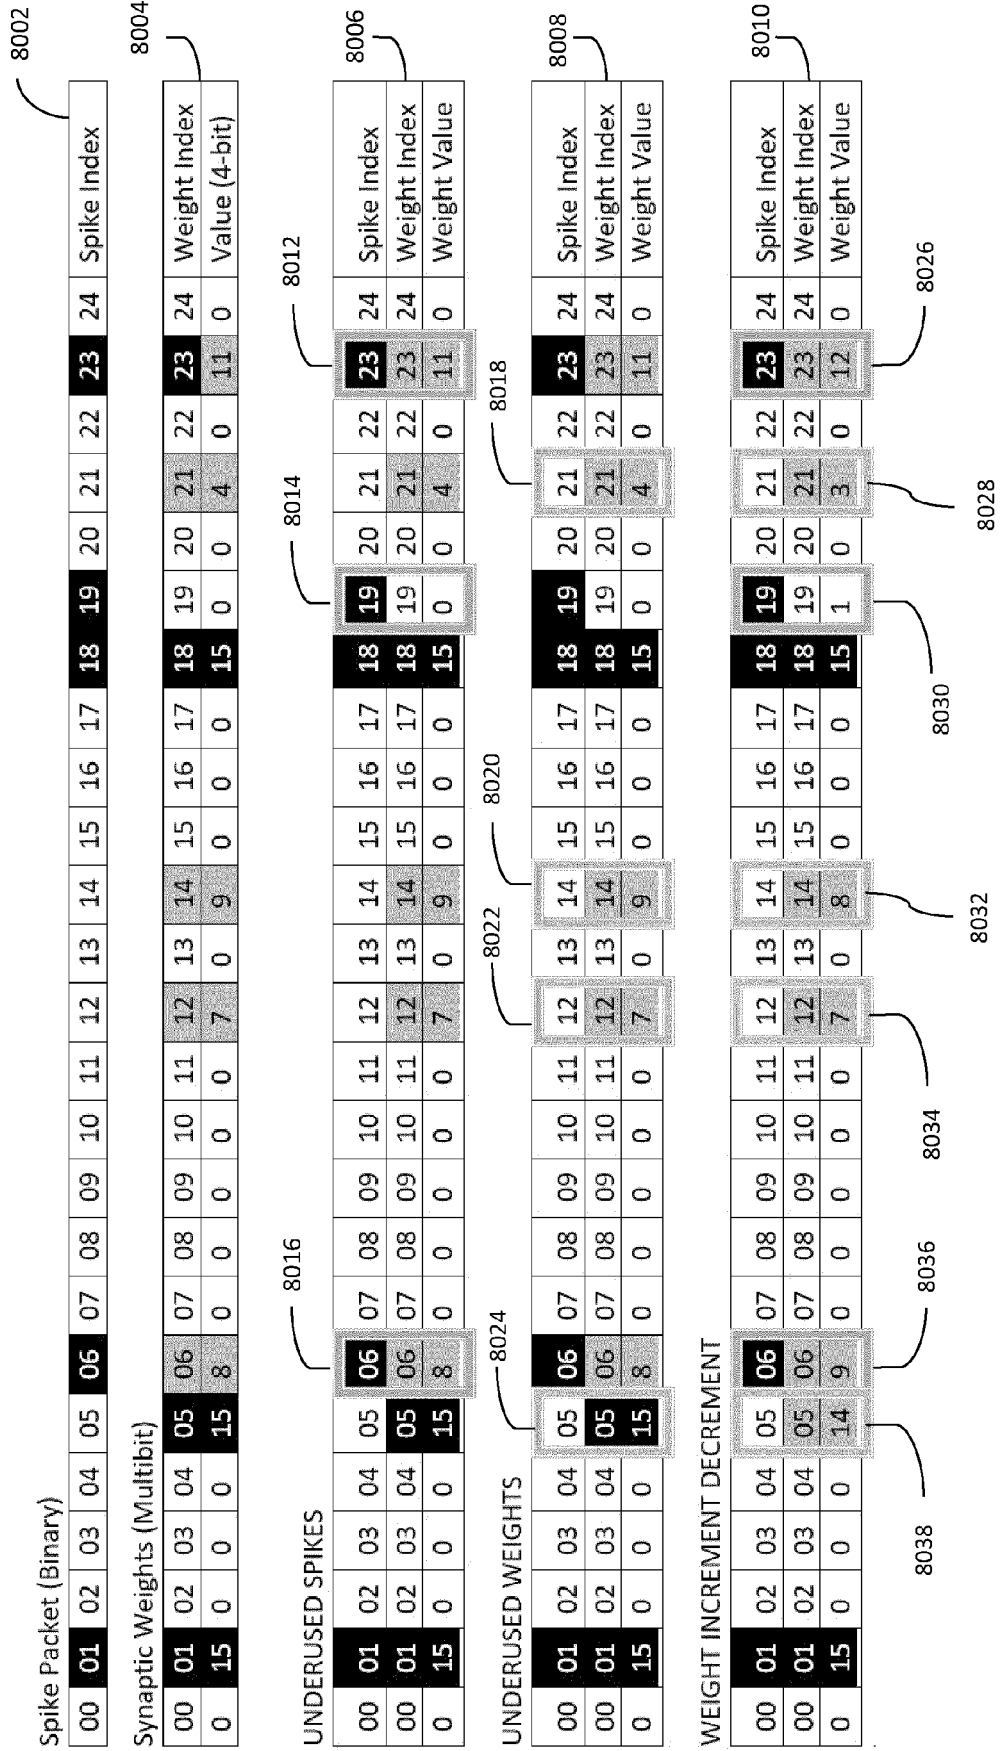 Spike Packet (Binary)
00 01 02 03 04 05 06 07 08 09 10 11 12 13 14 15 16 17 18 19 20 21 22 23 24 Spike Index
8002
Synaptic Weights (Multibit)
00 01 02 03 04 05 06 07 08 09 10 11 12 13 14 15 16 17 18 19 20 21 22 23 24 Weight Index
0 15 0 0 0 15 8 0 0 0 0 0 7 0 9 0 0 0 15 0 0 4 0 11 0 Value (4-bit)
8004
UNDERUSED SPIKES
8016
8014
8012
8006
00 01 02 03 04 05 06 07 08 09 10 11 12 13 14 15 16 17 18 19 20 21 22 23 24 Spike Index
00 01 02 03 04 05 06 07 08 09 10 11 12 13 14 15 16 17 18 19 20 21 22 23 24 Weight Index
0 15 0 0 0 15 8 0 0 0 0 0 7 0 9 0 0 0 15 0 0 4 0 11 0 Weight Value
UNDERUSED WEIGHTS
8024
8022
8020
8018
8008
00 01 02 03 04 05 06 07 08 09 10 11 12 13 14 15 16 17 18 19 20 21 22 23 24 Spike Index
00 01 02 03 04 05 06 07 08 09 10 11 12 13 14 15 16 17 18 19 20 21 22 23 24 Weight Index
0 15 0 0 0 15 8 0 0 0 0 0 7 0 9 0 0 0 15 0 0 4 0 11 0 Weight Value
WEIGHT INCREMENT DECREMENT
8010
00 01 02 03 04 05 06 07 08 09 10 11 12 13 14 15 16 17 18 19 20 21 22 23 24 Spike Index
00 01 02 03 04 05 06 07 08 09 10 11 12 13 14 15 16 17 18 19 20 21 22 23 24 Weight Index
0 15 0 0 0 14 9 0 0 0 0 0 7 0 8 0 0 0 15 1 0 3 0 12 0 Weight Value
8038
8036
8034
8032
8030
8028
8026